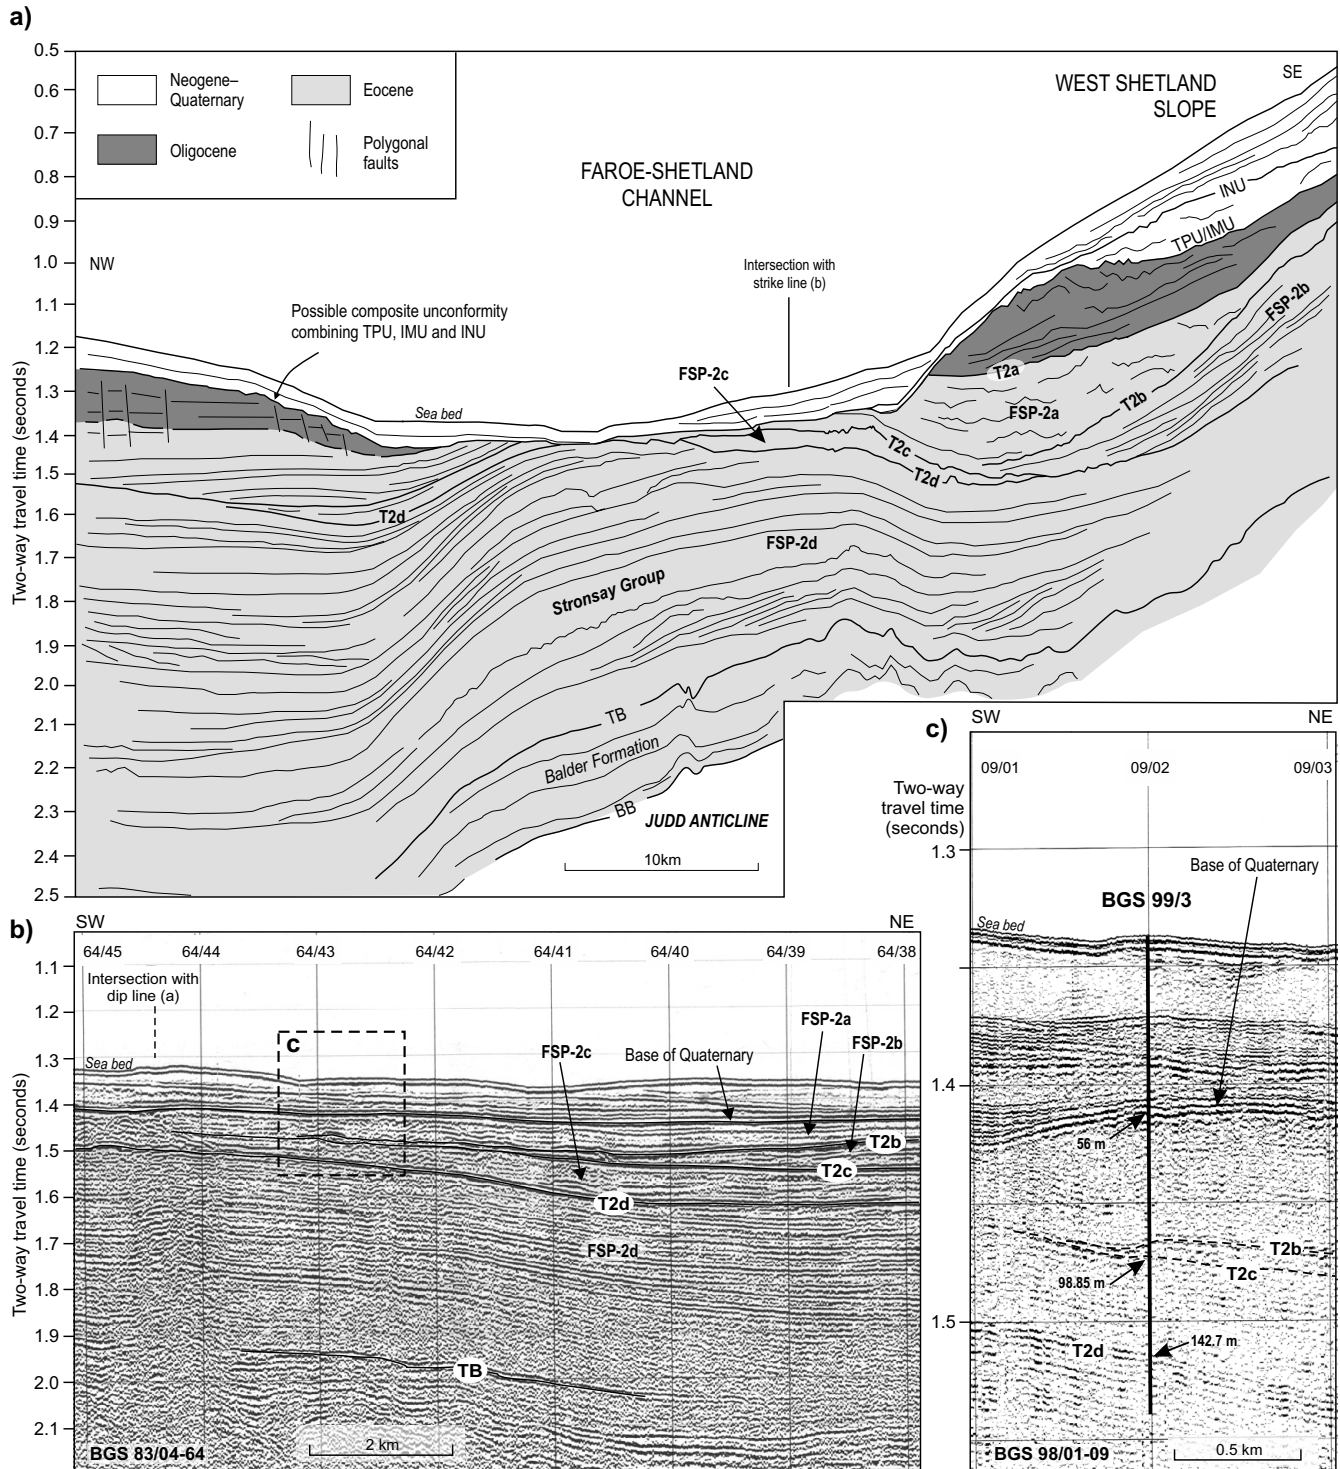 a)
0.5
0.6
0.7
0.8
0.9
1.0
1.1
1.2
1.3
1.4
1.5
1.6
1.7
1.8
1.9
2.0
2.1
2.2
2.3
2.4
2.5
Two-way travel time (seconds)
Neogene–
Quaternary
Eocene
Oligocene
Polygonal
faults
WEST SHETLAND
SLOPE
SE
FAROE-SHETLAND
CHANNEL
NW
INU
TPU/IMU
Intersection with
strike line (b)
Possible composite unconformity
combining TPU, IMU and INU
FSP-2b
FSP-2c
T2a
Sea bed
FSP-2a
T2b
T2c
T2d
T2d
FSP-2d
Stronsay Group
TB
Balder Formation
BB
JUDD ANTICLINE
10km
b)
SW
NE
64/45
64/44
64/43
64/42
64/41
64/40
64/39
64/38
1.1
1.2
1.3
1.4
1.5
1.6
1.7
1.8
1.9
2.0
2.1
Two-way travel time (seconds)
Intersection with
dip line (a)
Sea bed
c
FSP-2c
Base of Quaternary
FSP-2a
FSP-2b
T2b
T2c
T2d
FSP-2d
TB
2 km
BGS 83/04-64
c)
SW
NE
09/01
09/02
09/03
Two-way
travel time
(seconds)
1.3
1.4
1.5
Base of Quaternary
BGS 99/3
Sea bed
56 m
T2b
T2c
98.85 m
T2d
142.7 m
0.5 km
BGS 98/01-09